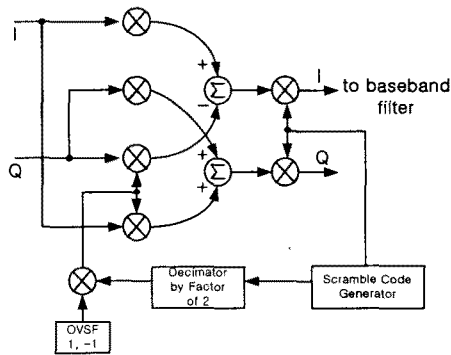 I
+
Σ
I
to baseband
filter
−
+
Q
Σ
Q
+
Decimator
by Factor
of 2
Scramble Code
Generator
OVSF
1, -1